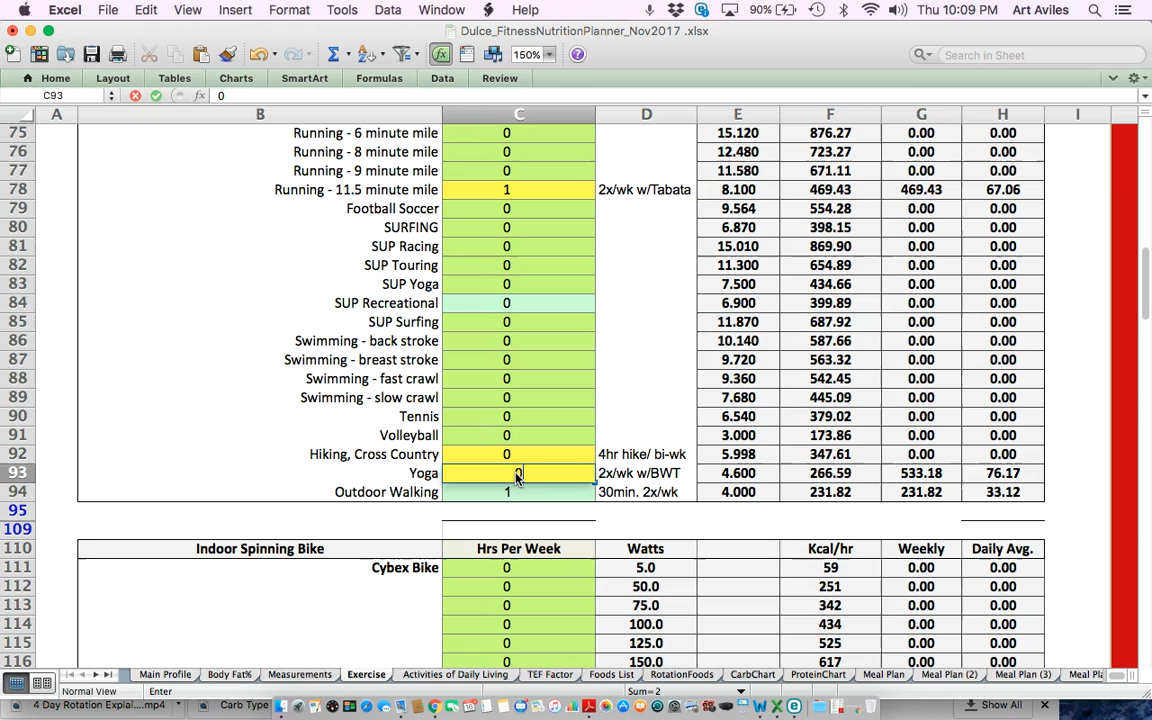 Excel File Edit View Insert Format Tools Data Window Help 90% Thu 10:09 PM Art Aviles
Dulce_FitnessNutritionPlanner_Nov2017 .xlsx
150% Search in Sheet
Home Layout Tables Charts SmartArt Formulas Data Review
C93 fx 0
A B C D E F G H I
75 Running - 6 minute mile 0 15.120 876.27 0.00 0.00
76 Running - 8 minute mile 0 12.480 723.27 0.00 0.00
77 Running - 9 minute mile 0 11.580 671.11 0.00 0.00
78 Running - 11.5 minute mile 1 2x/wk w/Tabata 8.100 469.43 469.43 67.06
79 Football Soccer 0 9.564 554.28 0.00 0.00
80 SURFING 0 6.870 398.15 0.00 0.00
81 SUP Racing 0 15.010 869.90 0.00 0.00
82 SUP Touring 0 11.300 654.89 0.00 0.00
83 SUP Yoga 0 7.500 434.66 0.00 0.00
84 SUP Recreational 0 6.900 399.89 0.00 0.00
85 SUP Surfing 0 11.870 687.92 0.00 0.00
86 Swimming - back stroke 0 10.140 587.66 0.00 0.00
87 Swimming - breast stroke 0 9.720 563.32 0.00 0.00
88 Swimming - fast crawl 0 9.360 542.45 0.00 0.00
89 Swimming - slow crawl 0 7.680 445.09 0.00 0.00
90 Tennis 0 6.540 379.02 0.00 0.00
91 Volleyball 0 3.000 173.86 0.00 0.00
92 Hiking, Cross Country 0 4hr hike/ bi-wk 5.998 347.61 0.00 0.00
93 Yoga 0 2x/wk w/BWT 4.600 266.59 533.18 76.17
94 Outdoor Walking 1 30min. 2x/wk 4.000 231.82 231.82 33.12
95
109
110 Indoor Spinning Bike Hrs Per Week Watts Kcal/hr Weekly Daily Avg.
111 Cybex Bike 0 5.0 59 0.00 0.00
112 0 50.0 251 0.00 0.00
113 0 75.0 342 0.00 0.00
114 0 100.0 434 0.00 0.00
115 0 125.0 525 0.00 0.00
116 0 150.0 617 0.00 0.00
Main Profile Body Fat% Measurements Exercise Activities of Daily Living TEF Factor Foods List RotationFoods CarbChart ProteinChart Meal Plan Meal Plan (2) Meal Plan (3) Meal Pla
Normal View Enter Sum=2
4 Day Rotation Explai....mp4 Carb Type Show All